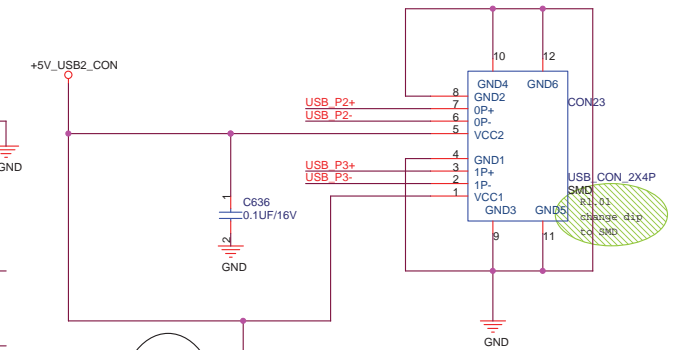 10
12
+5V_USB2_CON
GND4
GND6
8
GND2
USB_P2+
7
0P+
CON23
USB_P2-
6
0P-
5
VCC2
4
GND1
GND
USB_P3+
3
1P+
USB_P3-
2
1P-
USB_CON_2X4P
1
VCC1
SMD
1
C636
0.1UF/16V
GND3
GND5
R1.01
change dip
to SMD
2
9
11
GND
GND